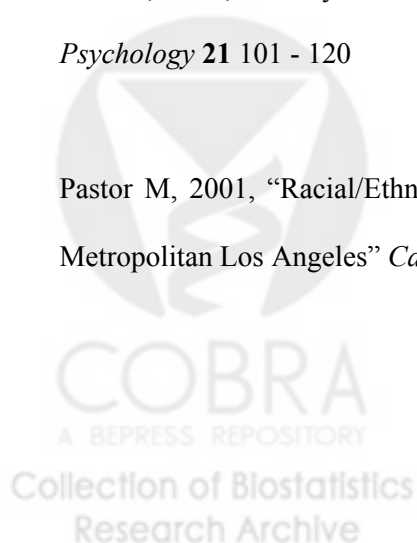 Psychology 21 101 - 120
Pastor M, 2001, “Racial/Ethn
Metropolitan Los Angeles” Ca
COBRA
A BEPRESS REPOSITORY
Collection of Biostatistics
Research Archive